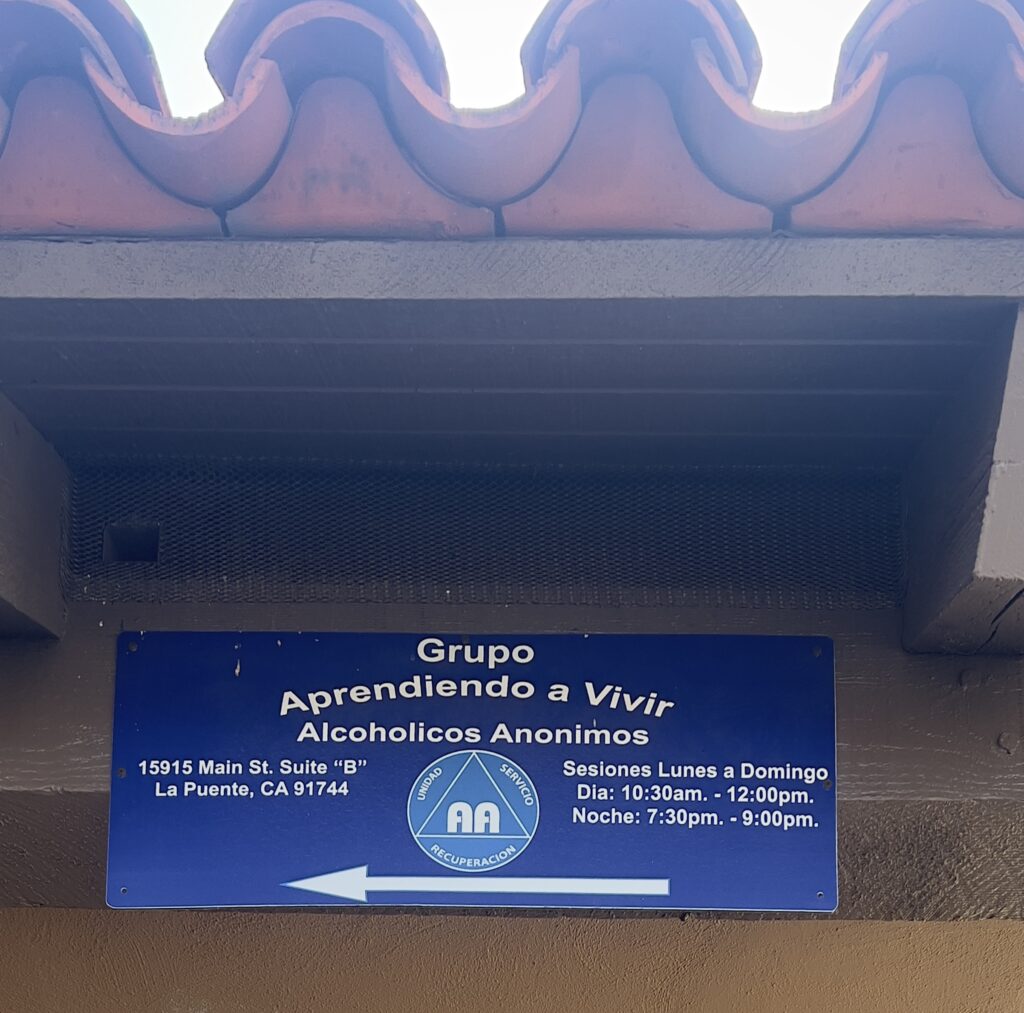 Grupo
Aprendiendo a Vivir
Alcoholicos Anonimos
15915 Main St. Suite “B”
La Puente, CA 91744
UNIDAD
SERVICIO
AA
RECUPERACION
Sesiones Lunes a Domingo
Dia: 10:30am. - 12:00pm.
Noche: 7:30pm. - 9:00pm.